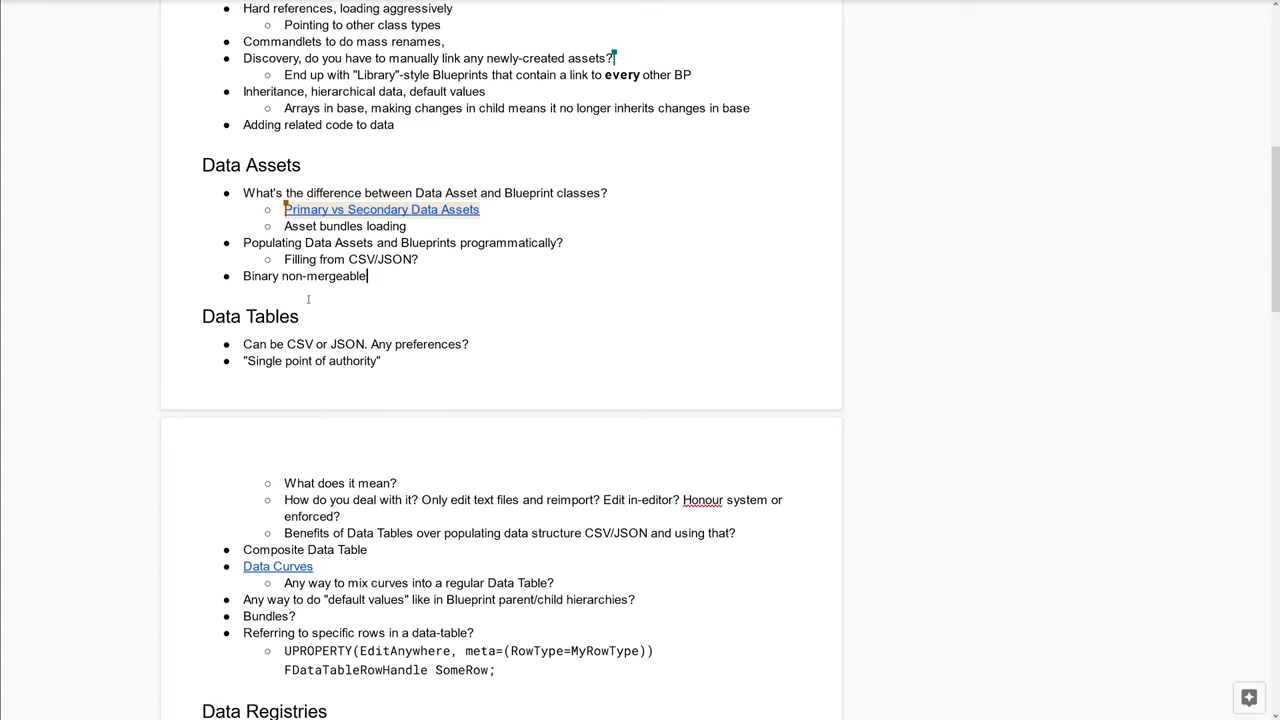 ● Hard references, loading aggressively
○ Pointing to other class types
● Commandlets to do mass renames,
● Discovery, do you have to manually link any newly-created assets?
○ End up with "Library"-style Blueprints that contain a link to every other BP
● Inheritance, hierarchical data, default values
○ Arrays in base, making changes in child means it no longer inherits changes in base
● Adding related code to data
Data Assets
● What's the difference between Data Asset and Blueprint classes?
○ Primary vs Secondary Data Assets
○ Asset bundles loading
● Populating Data Assets and Blueprints programmatically?
○ Filling from CSV/JSON?
● Binary non-mergeable
Data Tables
● Can be CSV or JSON. Any preferences?
● "Single point of authority"
○ What does it mean?
○ How do you deal with it? Only edit text files and reimport? Edit in-editor? Honour system or
enforced?
○ Benefits of Data Tables over populating data structure CSV/JSON and using that?
● Composite Data Table
● Data Curves
○ Any way to mix curves into a regular Data Table?
● Any way to do "default values" like in Blueprint parent/child hierarchies?
● Bundles?
● Referring to specific rows in a data-table?
○ UPROPERTY(EditAnywhere, meta=(RowType=MyRowType))
FDataTableRowHandle SomeRow;
Data Registries